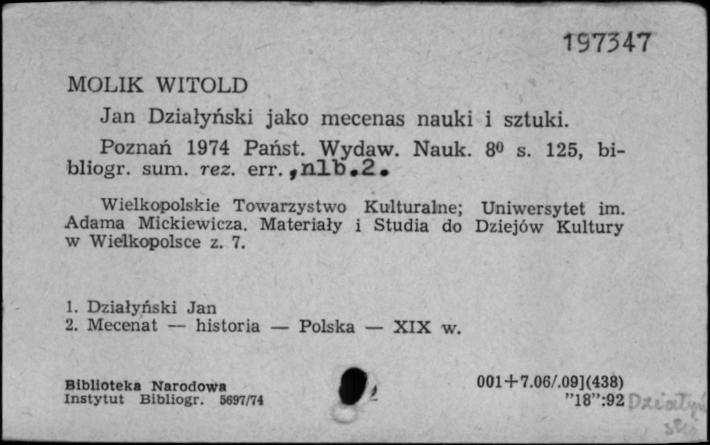 197347
MOLIK WITOLD
Jan Działyński jako mecenas nauki i sztuki.
Poznań 1974 Państ. Wydaw. Nauk. 8⁰ s. 125, bi-
bliogr. sum. rez. err. ,nlb.2.
Wielkopolskie Towarzystwo Kulturalne; Uniwersytet im.
Adama Mickiewicza. Materiały i Studia do Dziejów Kultury
w Wielkopolsce z. 7.
1. Działyński Jan
2. Mecenat — historia — Polska — XIX w.
Biblioteka Narodowa
Instytut Bibliogr. 5697/74
001+7.06/.09](438)
"18":92